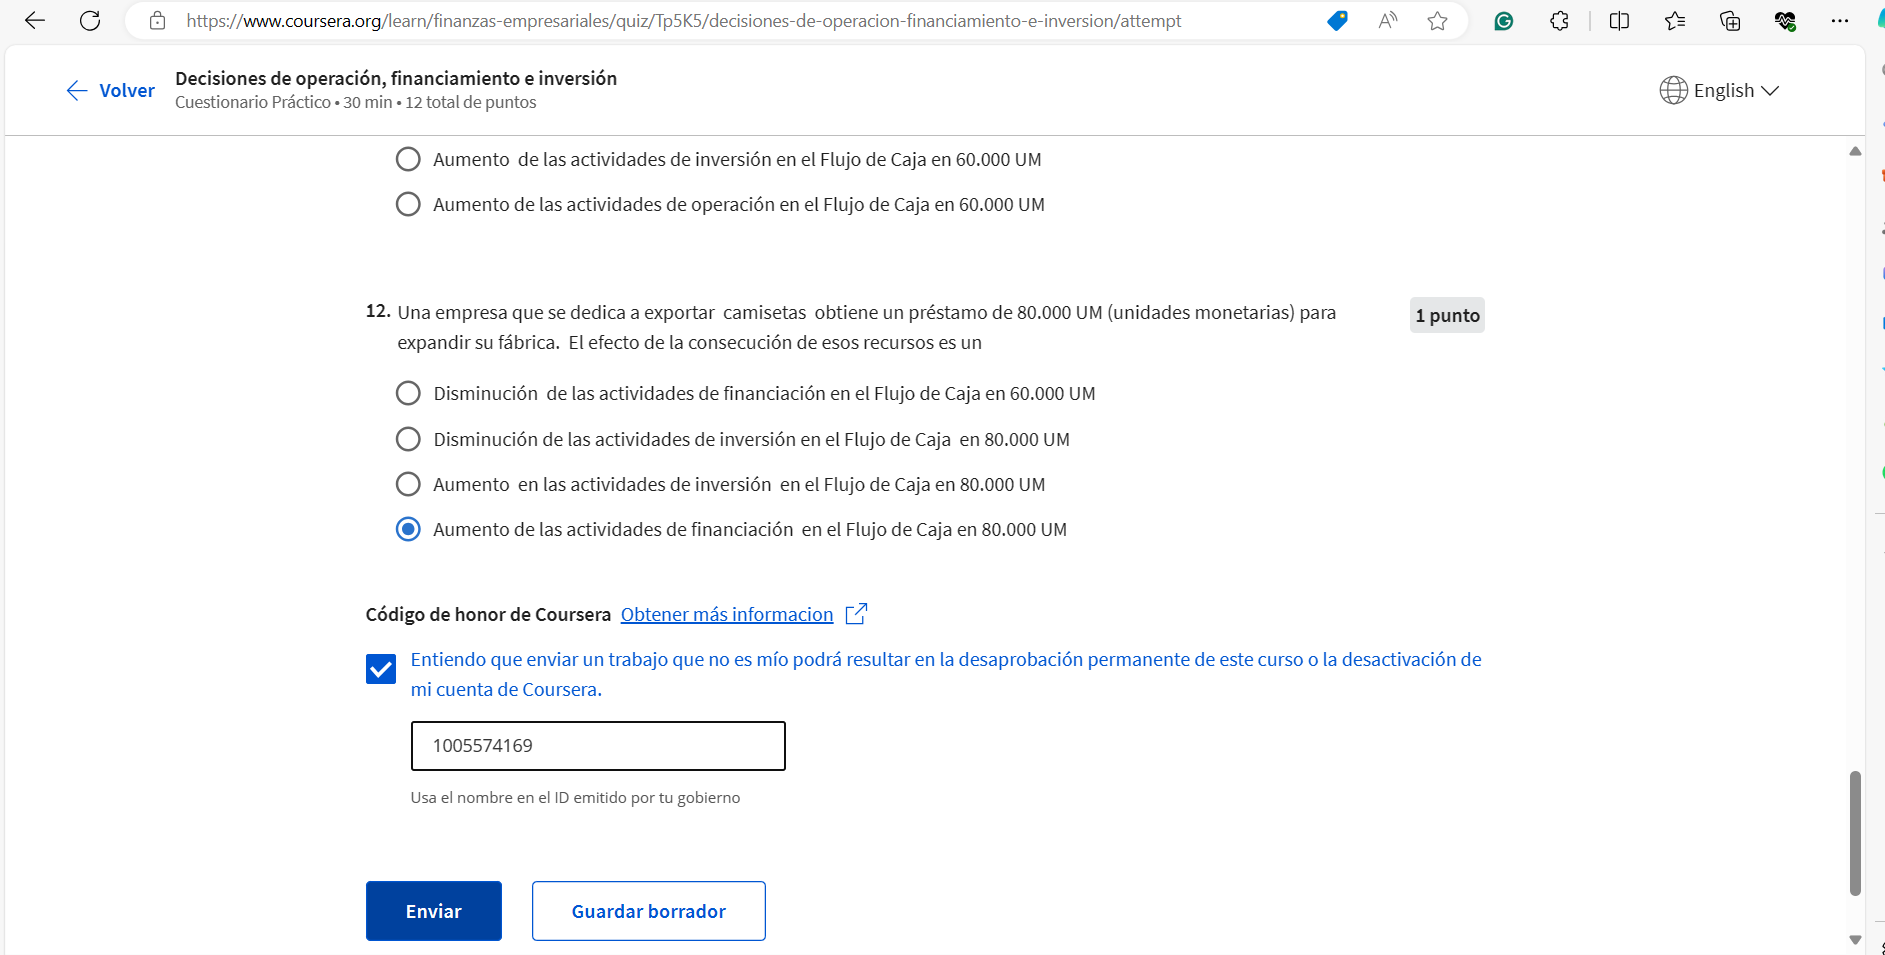 https://www.coursera.org/learn/finanzas-empresariales/quiz/Tp5K5/decisiones-de-operacion-financiamiento-e-inversion/attempt
Volver
Decisiones de operación, financiamiento e inversión
Cuestionario Práctico • 30 min • 12 total de puntos
English
Aumento de las actividades de inversión en el Flujo de Caja en 60.000 UM
Aumento de las actividades de operación en el Flujo de Caja en 60.000 UM
12. Una empresa que se dedica a exportar camisetas obtiene un préstamo de 80.000 UM (unidades monetarias) para
expandir su fábrica. El efecto de la consecución de esos recursos es un
1 punto
Disminución de las actividades de financiación en el Flujo de Caja en 60.000 UM
Disminución de las actividades de inversión en el Flujo de Caja en 80.000 UM
Aumento en las actividades de inversión en el Flujo de Caja en 80.000 UM
Aumento de las actividades de financiación en el Flujo de Caja en 80.000 UM
Código de honor de Coursera Obtener más informacion
Entiendo que enviar un trabajo que no es mío podrá resultar en la desaprobación permanente de este curso o la desactivación de
mi cuenta de Coursera.
1005574169
Usa el nombre en el ID emitido por tu gobierno
Enviar
Guardar borrador